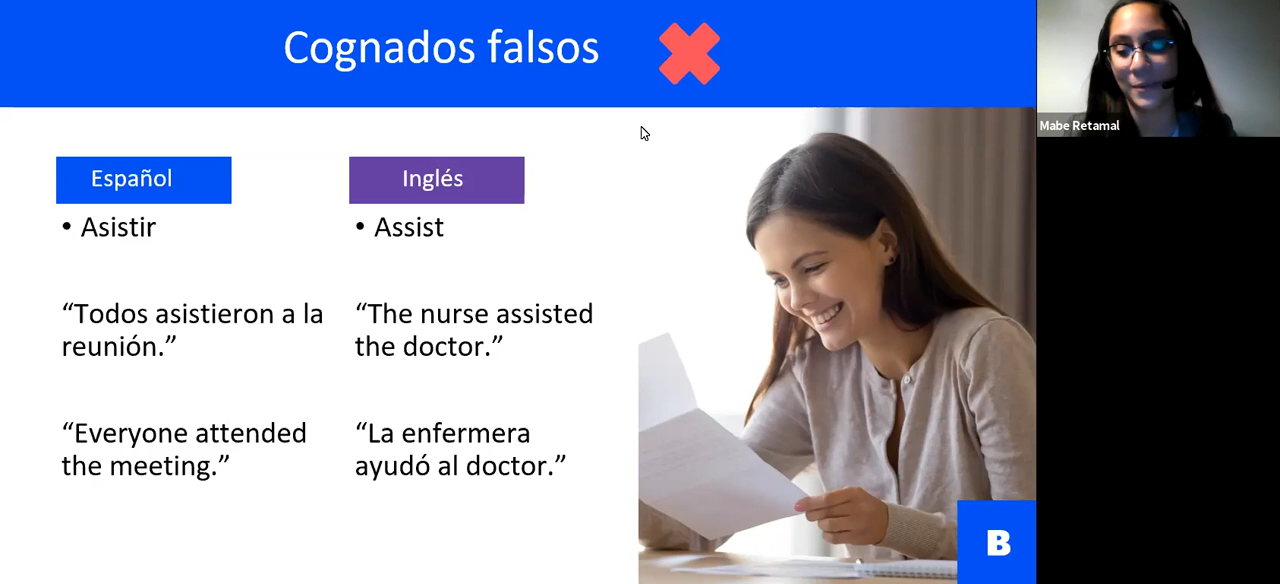 Cognados falsos
Mabe Retamal
Español
Inglés
• Asistir
• Assist
“Todos asistieron a la
reunión.”
“The nurse assisted
the doctor.”
“Everyone attended
the meeting.”
“La enfermera
ayudó al doctor.”
B